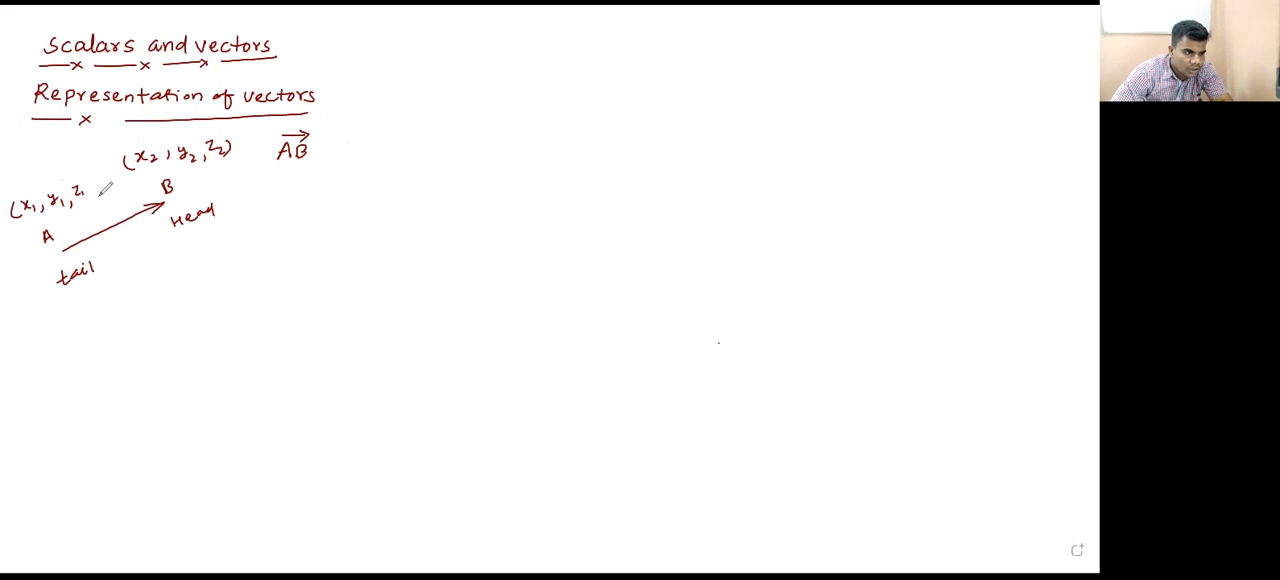 Scalars and vectors
Representation of vectors
(x₂, y₂, z₂)
AB
(x₁, y₁, z₁
B
Head
A
tail